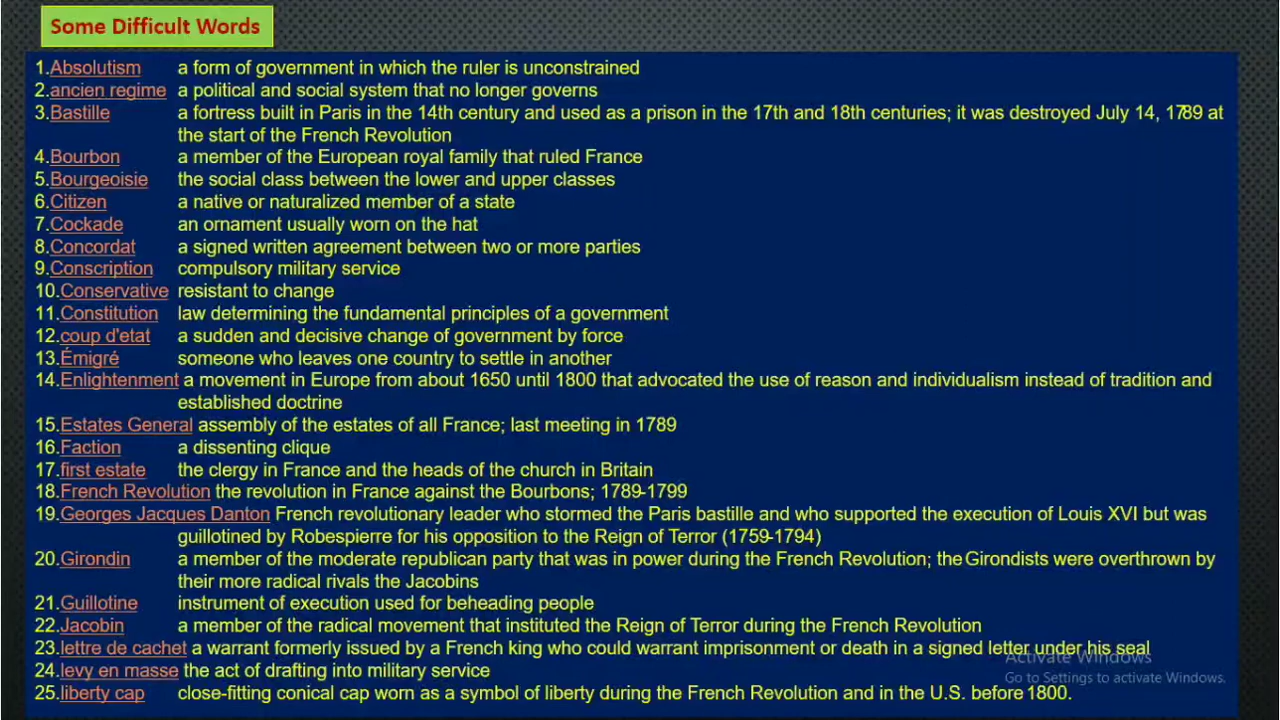 Some Difficult Words
1.Absolutism a form of government in which the ruler is unconstrained
2.ancien regime a political and social system that no longer governs
3.Bastille a fortress built in Paris in the 14th century and used as a prison in the 17th and 18th centuries; it was destroyed July 14, 1789 at
the start of the French Revolution
4.Bourbon a member of the European royal family that ruled France
5.Bourgeoisie the social class between the lower and upper classes
6.Citizen a native or naturalized member of a state
7.Cockade an ornament usually worn on the hat
8.Concordat a signed written agreement between two or more parties
9.Conscription compulsory military service
10.Conservative resistant to change
11.Constitution law determining the fundamental principles of a government
12.coup d'etat a sudden and decisive change of government by force
13.Émigré someone who leaves one country to settle in another
14.Enlightenment a movement in Europe from about 1650 until 1800 that advocated the use of reason and individualism instead of tradition and
established doctrine
15.Estates General assembly of the estates of all France; last meeting in 1789
16.Faction a dissenting clique
17.first estate the clergy in France and the heads of the church in Britain
18.French Revolution the revolution in France against the Bourbons; 1789-1799
19.Georges Jacques Danton French revolutionary leader who stormed the Paris bastille and who supported the execution of Louis XVI but was
guillotined by Robespierre for his opposition to the Reign of Terror (1759-1794)
20.Girondin a member of the moderate republican party that was in power during the French Revolution; the Girondists were overthrown by
their more radical rivals the Jacobins
21.Guillotine instrument of execution used for beheading people
22.Jacobin a member of the radical movement that instituted the Reign of Terror during the French Revolution
23.lettre de cachet a warrant formerly issued by a French king who could warrant imprisonment or death in a signed letter under his seal
24.levy en masse the act of drafting into military service
25.liberty cap close-fitting conical cap worn as a symbol of liberty during the French Revolution and in the U.S. before 1800.
Activate Windows
Go to Settings to activate Windows.